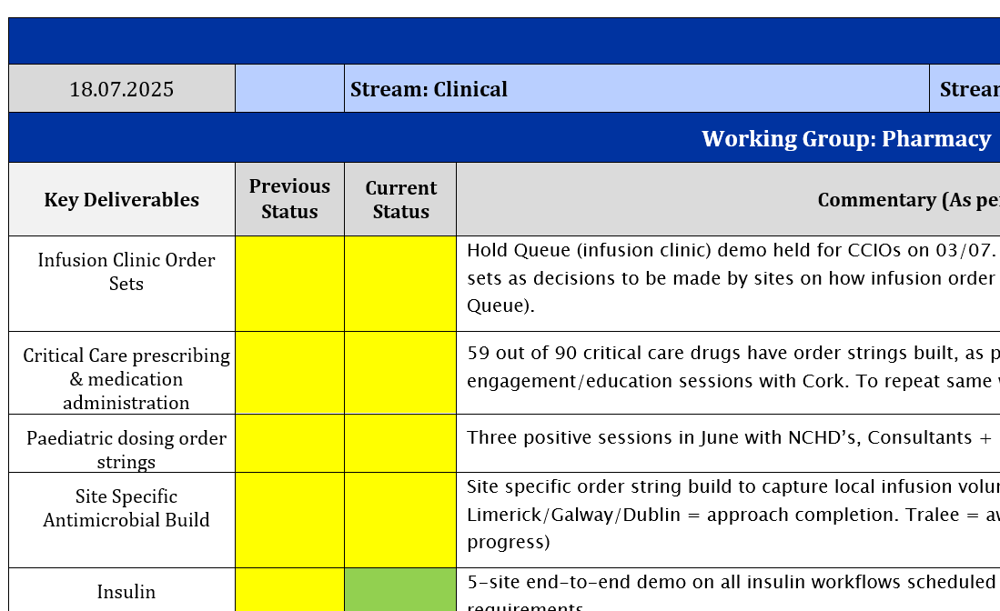 18.07.2025
Stream: Clinical
Working Group: Pharmacy
Key Deliverables
Previous
Status
Current
Status
Commentary (As
Infusion Clinic Order
Sets
Hold Queue (infusion clinic) demo held for CCIOs on 03/07.
sets as decisions to be made by sites on how infusion order
Queue).
Critical Care prescribing
& medication
administration
59 out of 90 critical care drugs have order strings built, as
engagement/education sessions with Cork. To repeat same
Paediatric dosing order
strings
Three positive sessions in June with NCHD’s, Consultants +
Site Specific
Antimicrobial Build
Site specific order string build to capture local infusion
Limerick/Galway/Dublin = approach completion. Tralee =
progress)
Insulin
5-site end-to-end demo on all insulin workflows scheduled
requirements